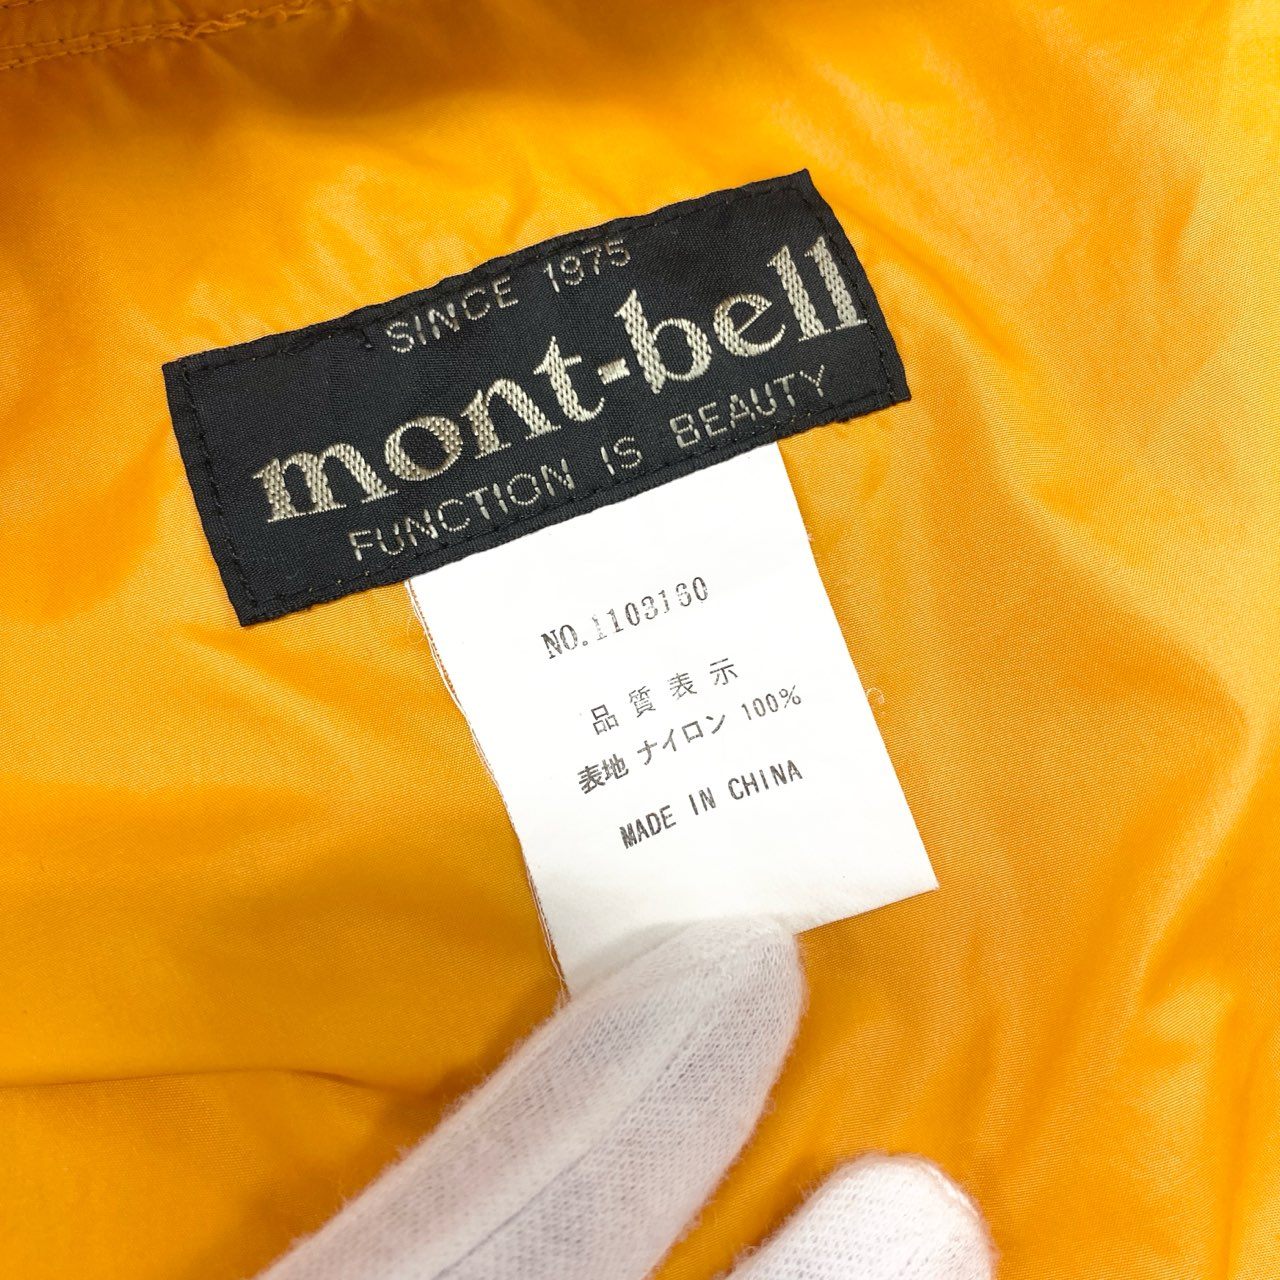 SINCE 1975
mont-bell
FUNCTION IS BEAUTY
NO.1103160
品質表示
表地 ナイロン 100%
MADE IN CHINA